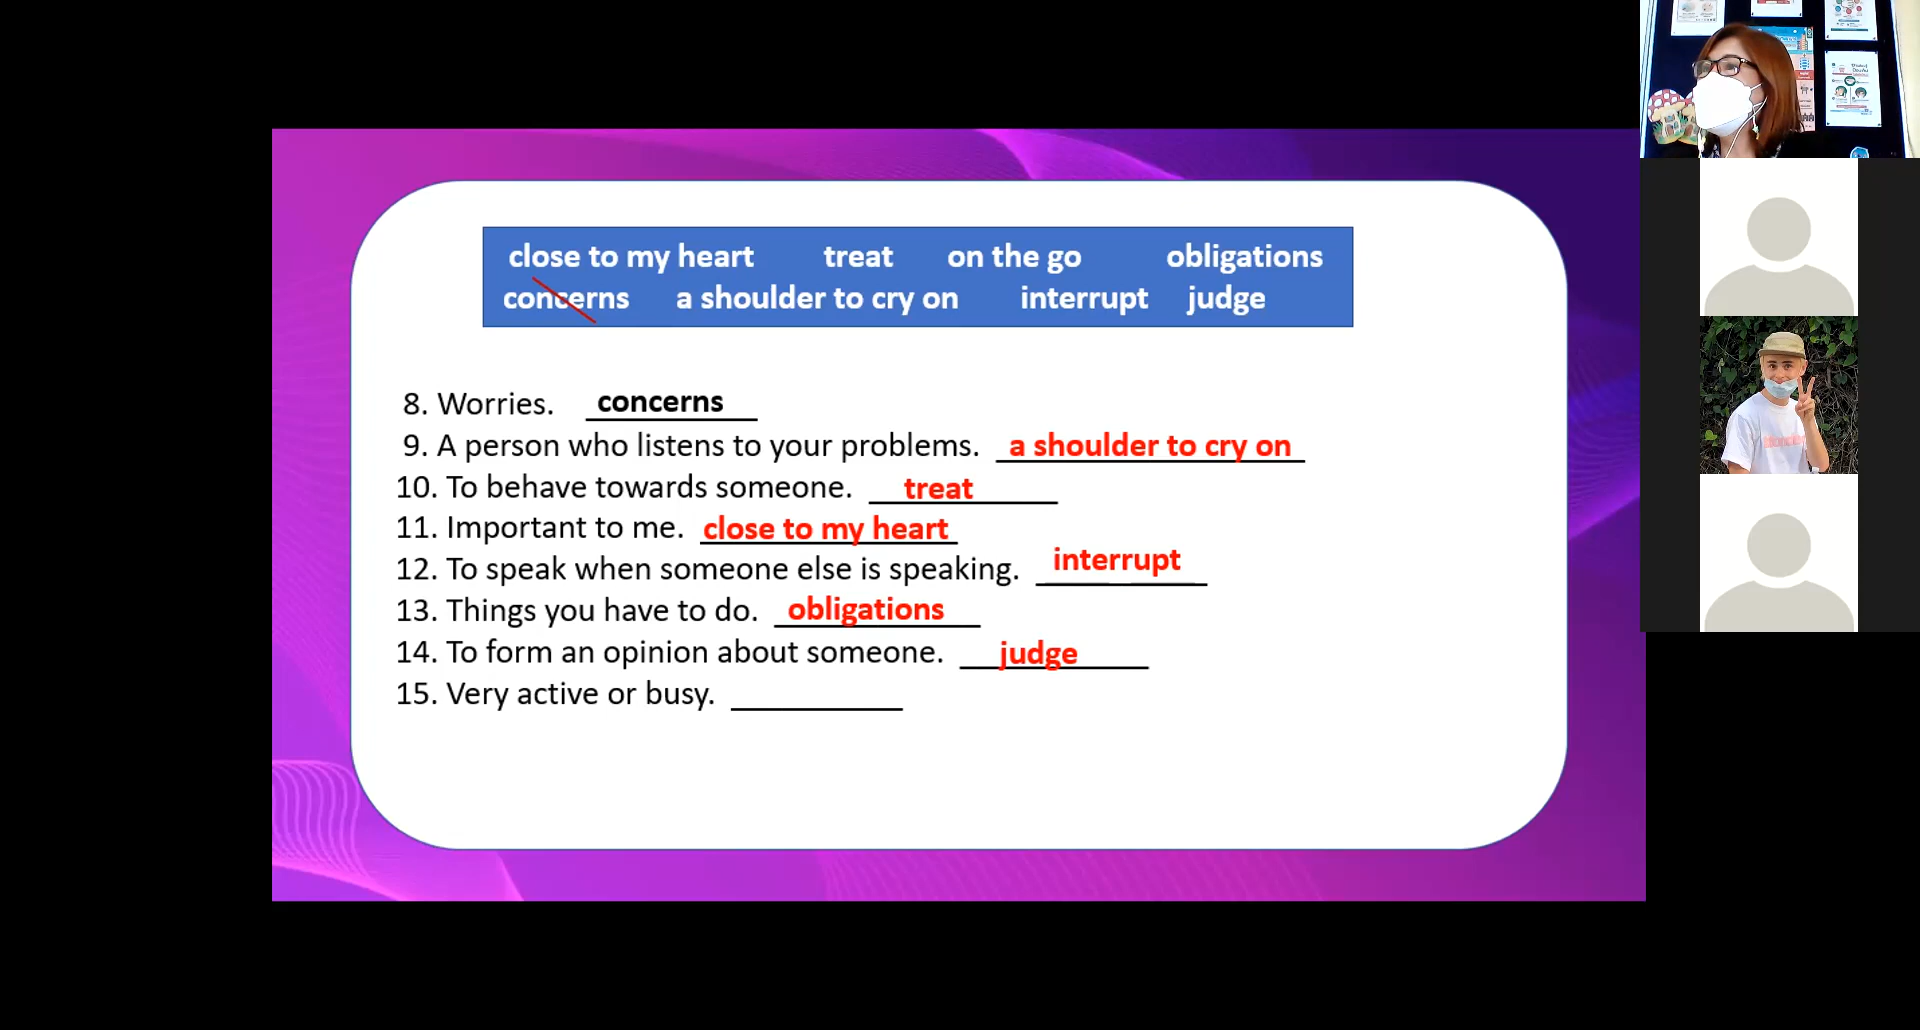 close to my heart treat on the go obligations
concerns a shoulder to cry on interrupt judge
8. Worries. concerns
9. A person who listens to your problems. a shoulder to cry on
10. To behave towards someone. treat
11. Important to me. close to my heart
12. To speak when someone else is speaking. interrupt
13. Things you have to do. obligations
14. To form an opinion about someone. judge
15. Very active or busy. __________